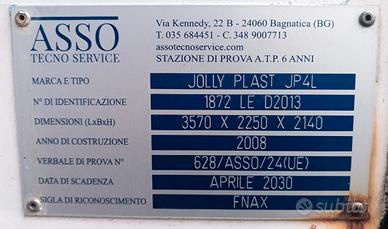 ASSO
TECNO SERVICE
Via Kennedy, 22 B - 24060 Bagnatica (BG)
T. 035 684451 - C. 348 9007713
assotecnoservice.com
STAZIONE DI PROVA A.T.P. 6 ANNI
MARCA E TIPO JOLLY PLAST JP4L
N° DI IDENTIFICAZIONE 1872 LE D2013
DIMENSIONI (LxBxH) 3570 X 2250 X 2140
ANNO DI COSTRUZIONE 2008
VERBALE DI PROVA N° 628/ASSO/24(UE)
DATA DI SCADENZA APRILE 2030
SIGLA DI RICONOSCIMENTO FNAX
subito